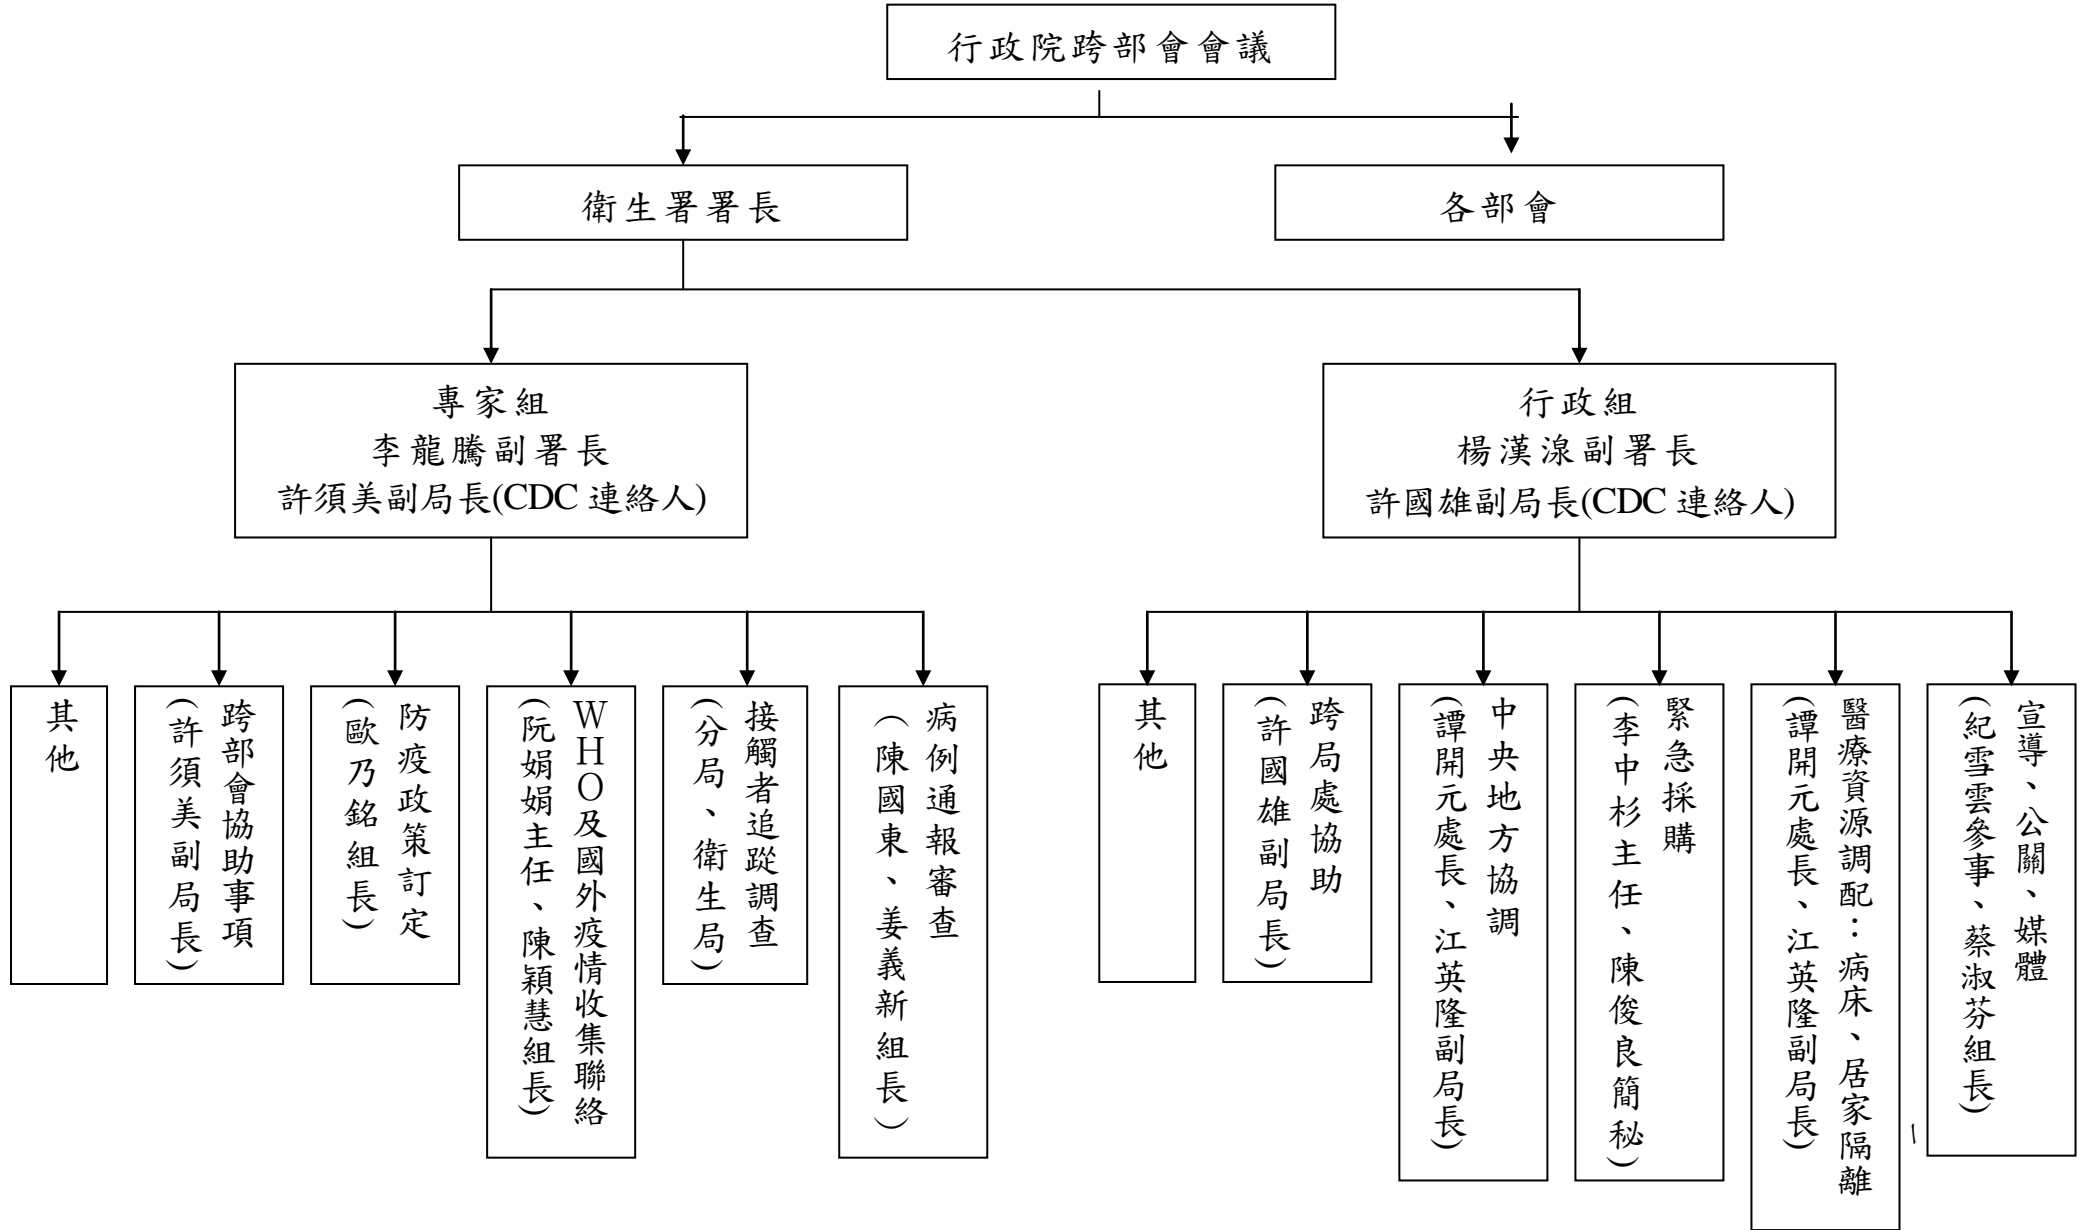 行政院跨部會會議
衛生署署長
各部會
專家組
李龍騰副署長
許須美副局長(CDC 連絡人)
行政組
楊漢湶副署長
許國雄副局長(CDC 連絡人)
其他
跨部會協助事項
(許須美副局長)
防疫政策訂定
(歐乃銘組長)
WHO及國外疫情收集聯絡
(阮娟娟主任、陳穎慧組長)
接觸者追蹤調查
(分局、衛生局)
病例通報審查
(陳國東、姜義新組長)
其他
跨局處協助
(許國雄副局長)
中央地方協調
(譚開元處長、江英隆副局長)
緊急採購
(李中杉主任、陳俊良簡秘)
醫療資源調配：病床、居家隔離
(譚開元處長、江英隆副局長)
宣導、公關、媒體
(紀雪雲參事、蔡淑芬組長)